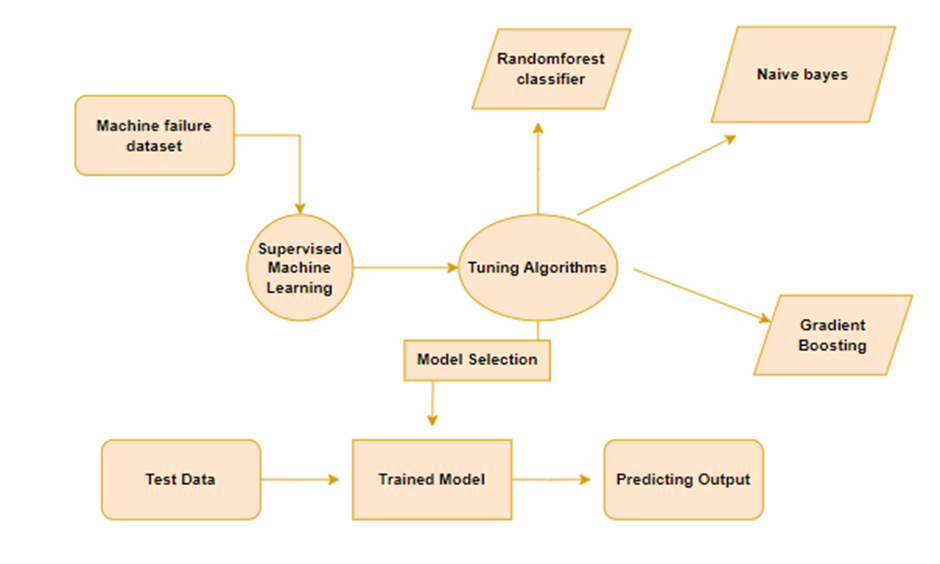 Randomforest
classifier
Naive bayes
Machine failure
dataset
Supervised
Machine
Learning
Tuning Algorithms
Gradient
Boosting
Model Selection
Test Data
Trained Model
Predicting Output